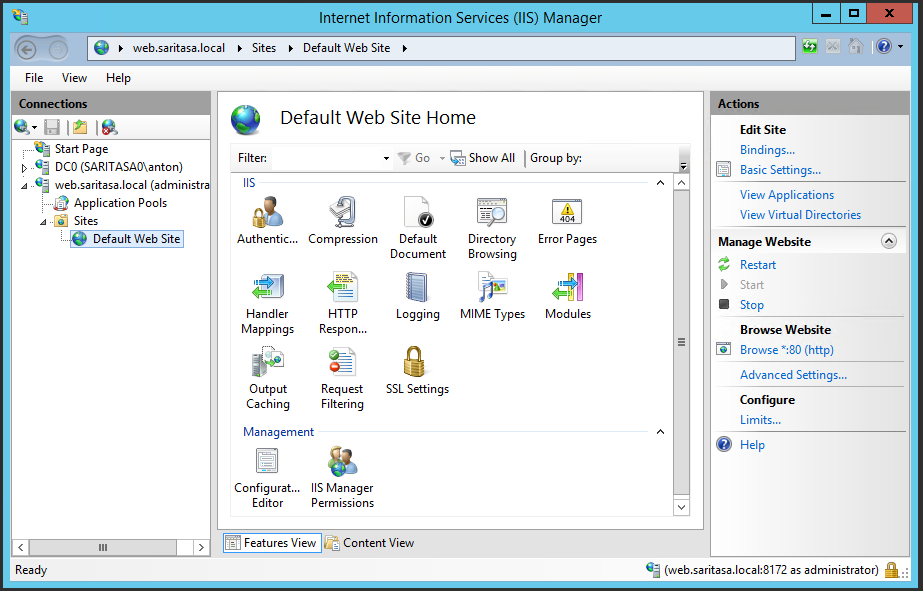 Internet Information Services (IIS) Manager
web.saritasa.local
Sites
Default Web Site
File View Help
Connections
Start Page
DC0 (SARITASA0\anton)
web.saritasa.local (administra
Application Pools
Sites
Default Web Site
Default Web Site Home
Filter:
Go
Show All
Group by:
IIS
Authentic...
Compression
Default
Document
Directory
Browsing
404
Error Pages
Handler
Mappings
HTTP
Respon...
Logging
MIME Types
Modules
Output
Caching
Request
Filtering
SSL Settings
Management
Configurat...
Editor
IIS Manager
Permissions
Features View
Content View
Actions
Edit Site
Bindings...
Basic Settings...
View Applications
View Virtual Directories
Manage Website
Restart
Start
Stop
Browse Website
Browse *:80 (http)
Advanced Settings...
Configure
Limits...
Help
Ready
(web.saritasa.local:8172 as administrator)